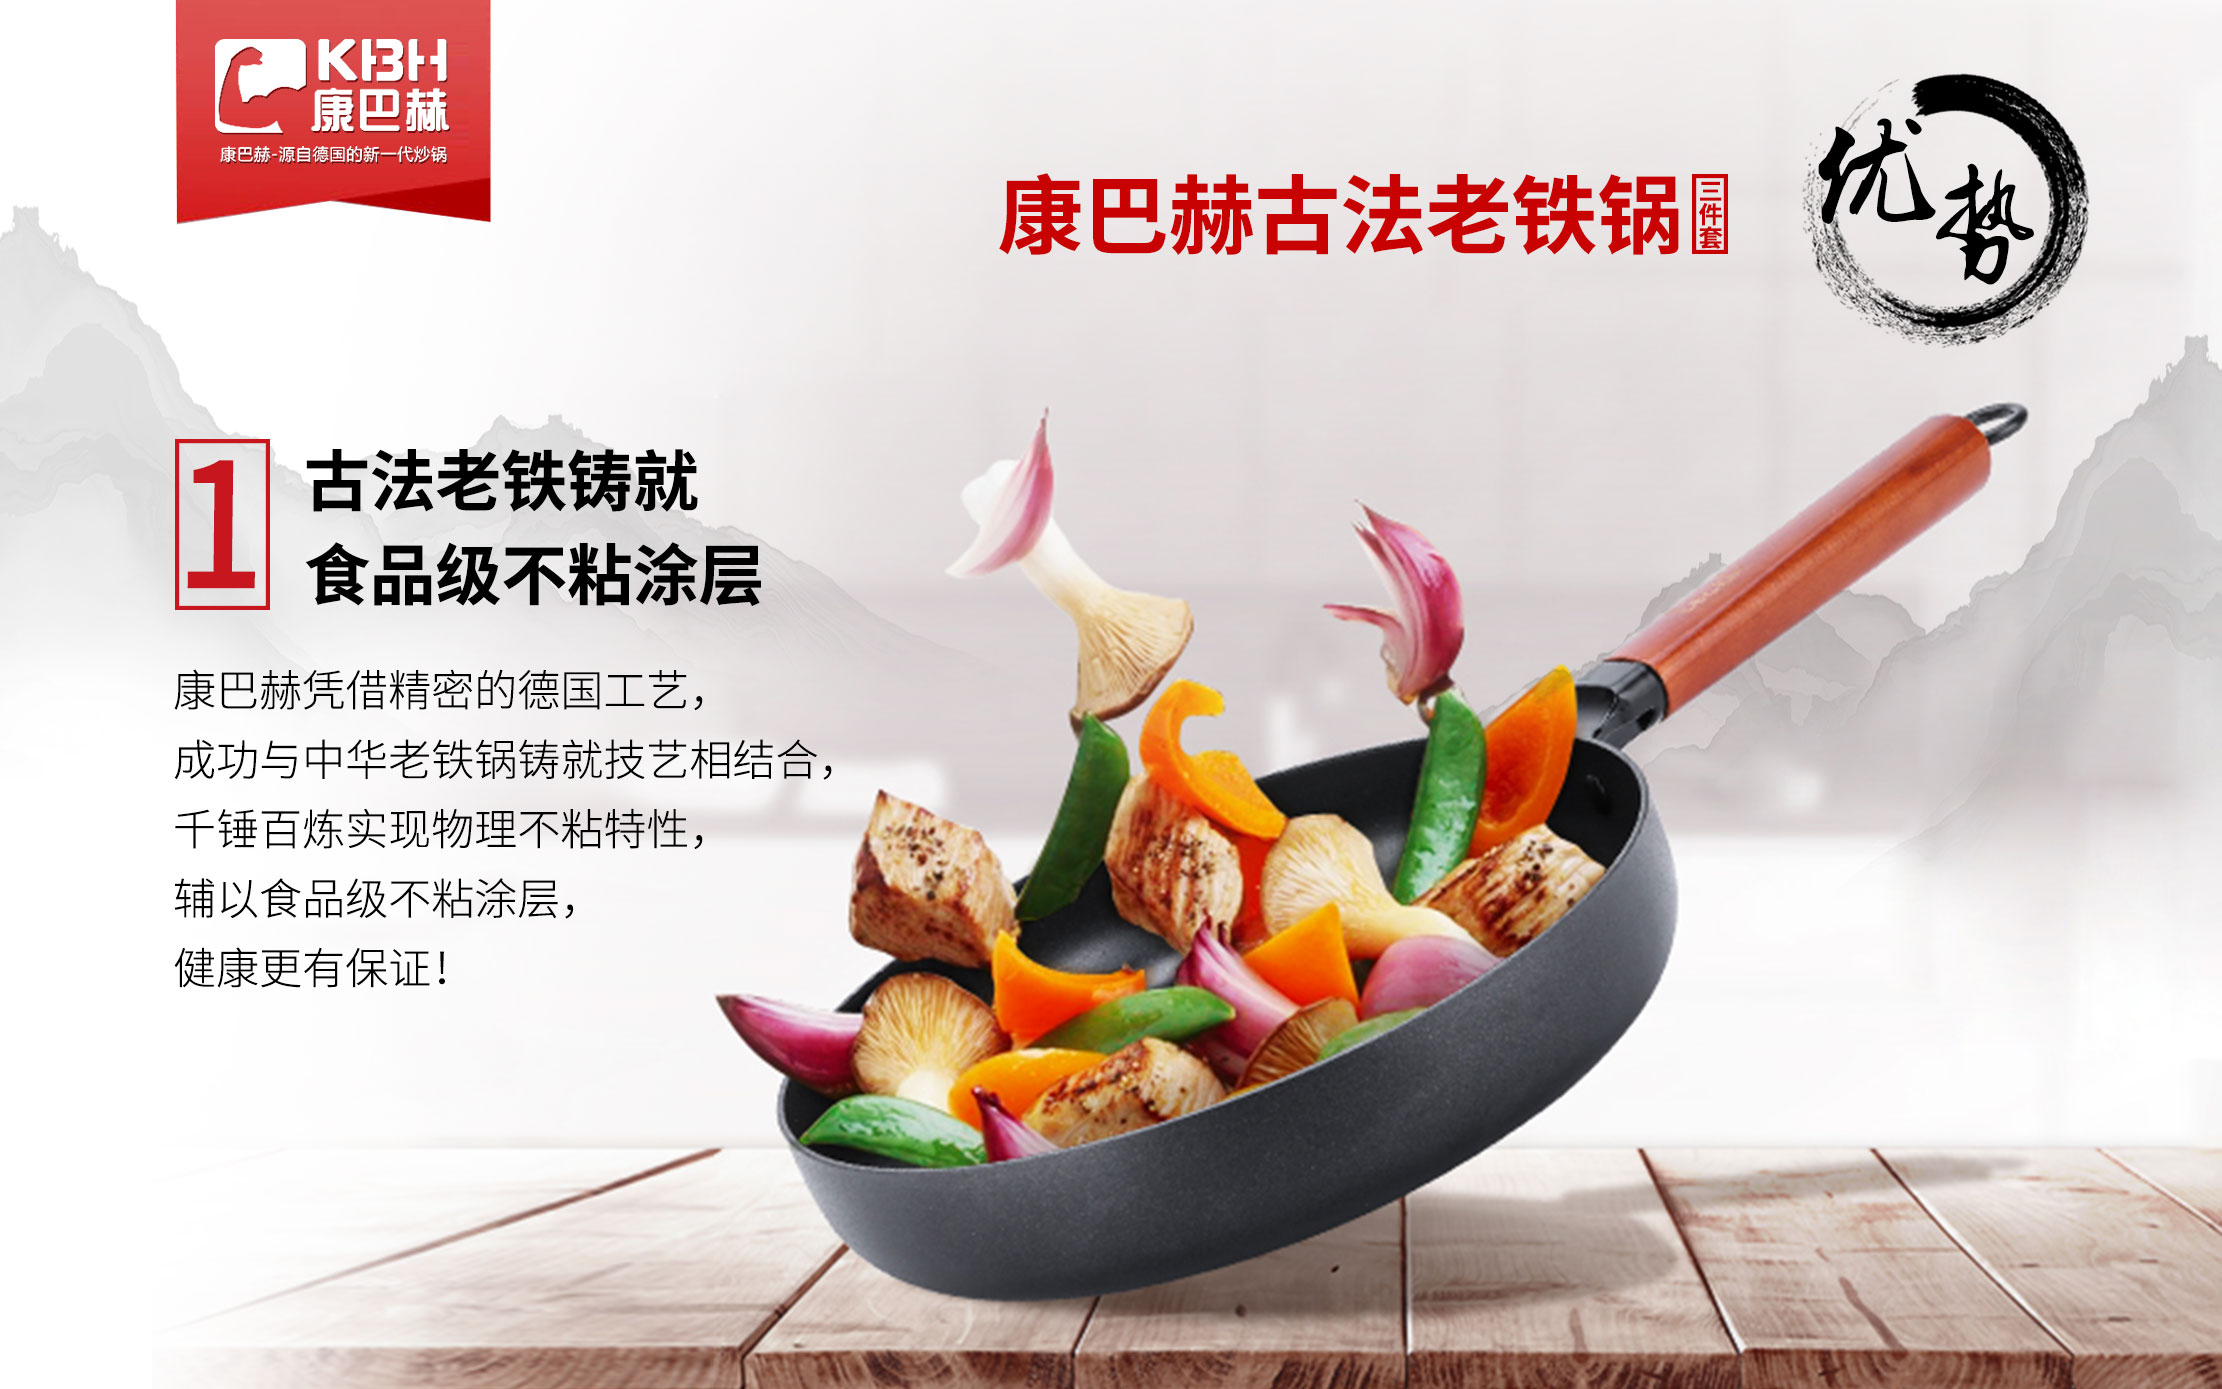 KBH
康巴赫
康巴赫-源自德国的新一代炒锅
康巴赫古法老铁锅
三件套
优势
1
古法老铁铸就
食品级不粘涂层
康巴赫凭借精密的德国工艺，
成功与中华老铁锅铸就技艺相结合，
千锤百炼实现物理不粘特性，
辅以食品级不粘涂层，
健康更有保证！